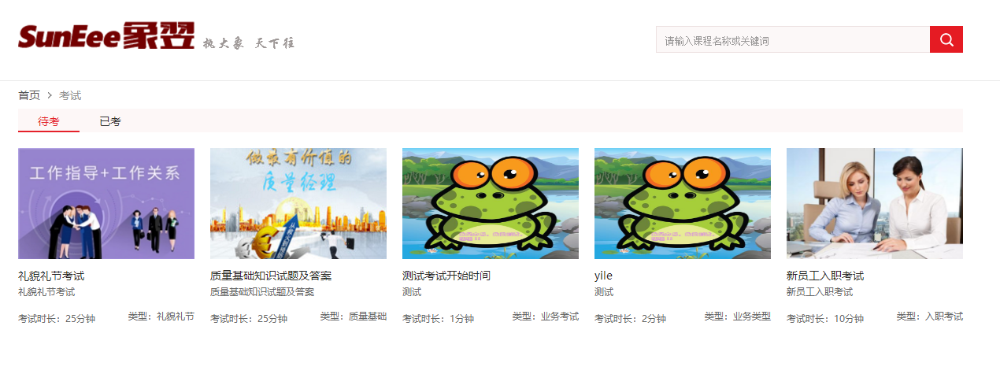 SunEee象翌 执大象 天下往
请输入课程名称或关键词
首页 > 考试
待考 已考
工作指导+工作关系
做最有价值的
质量经理
礼貌礼节考试
礼貌礼节考试
考试时长：25分钟 类型：礼貌礼节
质量基础知识试题及答案
质量基础知识试题及答案
考试时长：25分钟 类型：质量基础
测试考试开始时间
测试
考试时长：1分钟 类型：业务考试
yile
测试
考试时长：2分钟 类型：业务类型
新员工入职考试
新员工入职考试
考试时长：10分钟 类型：入职考试